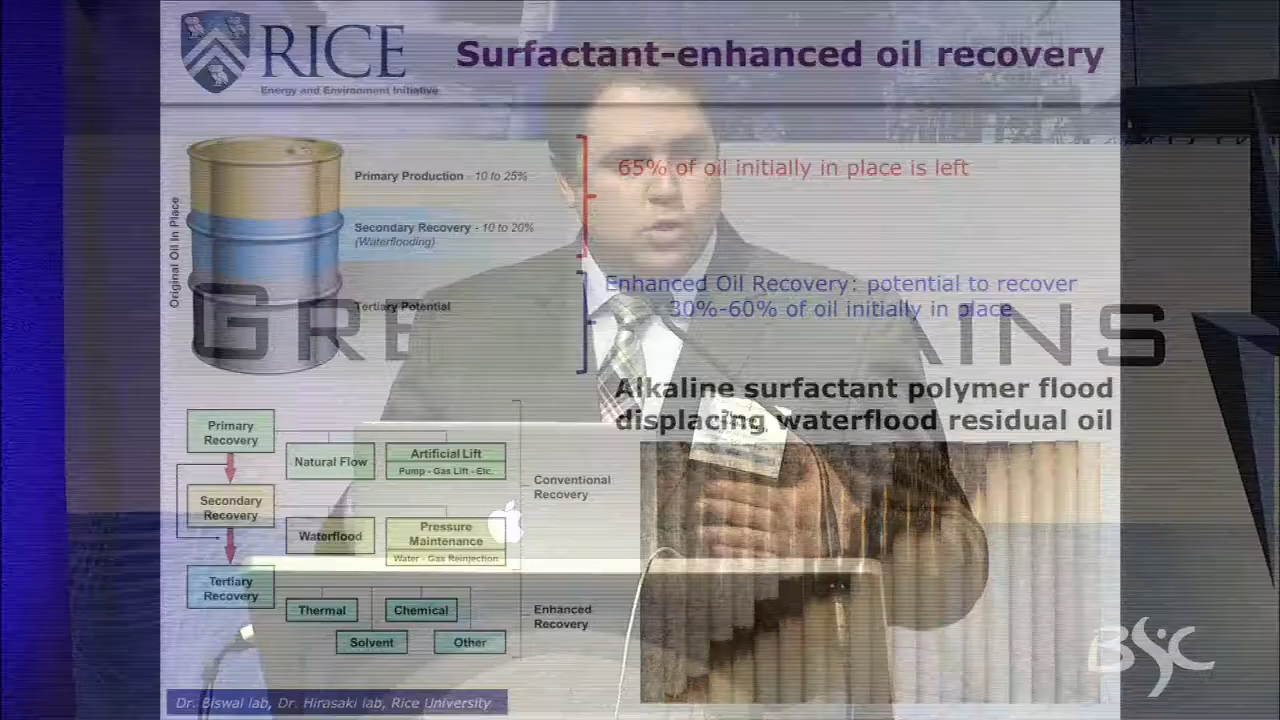 RICE
Energy and Environment Initiative
Surfactant-enhanced oil recovery
Original Oil In Place
Primary Production - 10 to 25%
65% of oil initially in place is left
Secondary Recovery - 10 to 20%
(Waterflooding)
Tertiary Potential
Enhanced Oil Recovery: potential to recover
30%-60% of oil initially in place
GRE AINS
Alkaline surfactant polymer flood
displacing waterflood residual oil
Primary
Recovery
Natural Flow
Artificial Lift
Pump - Gas Lift - Etc.
Conventional
Recovery
Secondary
Recovery
Waterflood
Pressure
Maintenance
Water - Gas Reinjection
Tertiary
Recovery
Thermal
Chemical
Enhanced
Recovery
Solvent
Other
BSC
Dr. Biswal lab, Dr. Hirasaki lab, Rice University